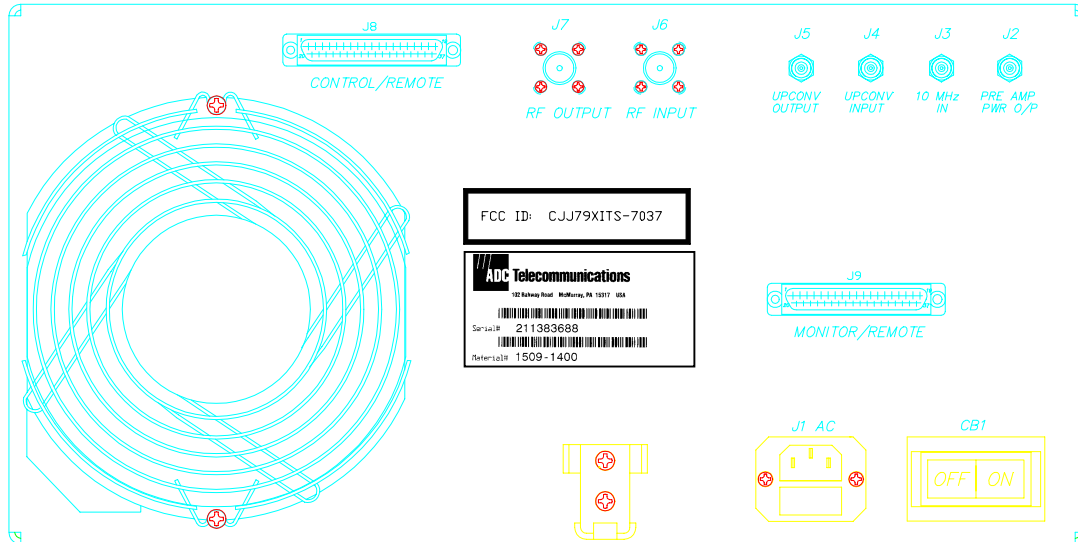 J8
CONTROL/REMOTE
J7
RF OUTPUT
J6
RF INPUT
J5
UPCONV
OUTPUT
J4
UPCONV
INPUT
J3
10 MHz
IN
J2
PRE AMP
PWR O/P
FCC ID: CJJ79XITS-7037
ADC Telecommunications
102 Rahway Road McMurray, PA 15317 USA
Serial# 211383688
Material# 1509-1400
J9
MONITOR/REMOTE
J1 AC
CB1
OFF ON